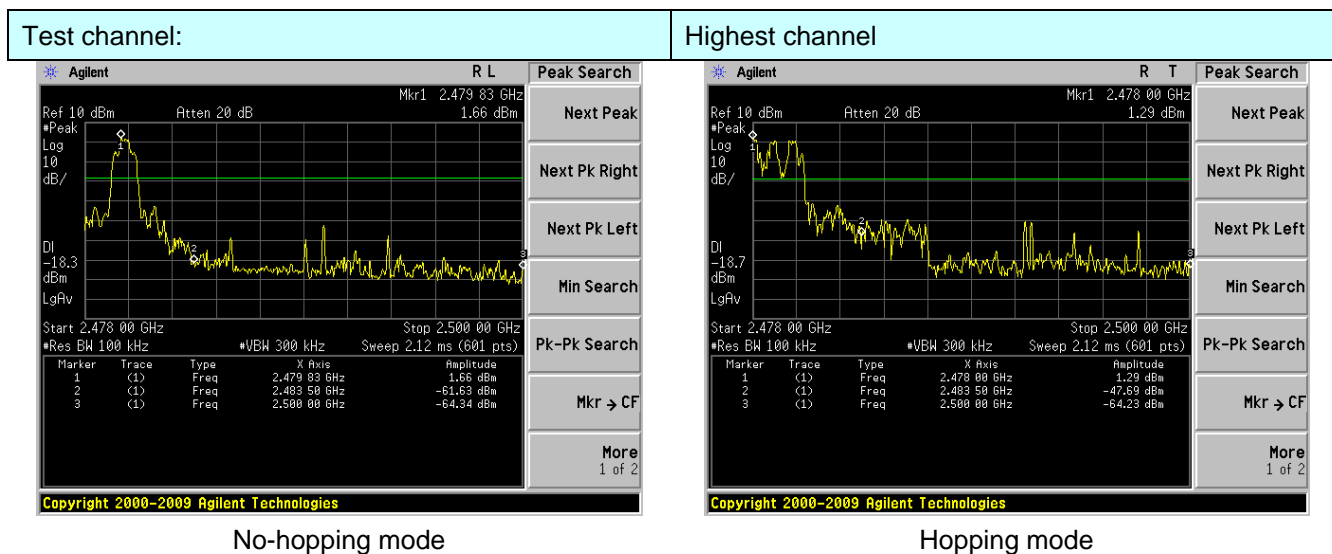 Test channel: Highest channel
Agilent R L Peak Search
Mkr1 2.479 83 GHz
Ref 10 dBm Atten 20 dB 1.66 dBm
#Peak
Log
10
dB/
1
2
3
DI
-18.3
dBm
LgAv
Start 2.478 00 GHz Stop 2.500 00 GHz
#Res BW 100 kHz #VBW 300 kHz Sweep 2.12 ms (601 pts)
Marker Trace Type X Axis Amplitude
1 (1) Freq 2.479 83 GHz 1.66 dBm
2 (1) Freq 2.483 50 GHz -61.63 dBm
3 (1) Freq 2.500 00 GHz -64.34 dBm
Next Peak
Next Pk Right
Next Pk Left
Min Search
Pk-Pk Search
Mkr → CF
More
1 of 2
Copyright 2000-2009 Agilent Technologies
No-hopping mode
Agilent R T Peak Search
Mkr1 2.478 00 GHz
Ref 10 dBm Atten 20 dB 1.29 dBm
#Peak
Log
10
dB/
1
2
3
DI
-18.7
dBm
LgAv
Start 2.478 00 GHz Stop 2.500 00 GHz
#Res BW 100 kHz #VBW 300 kHz Sweep 2.12 ms (601 pts)
Marker Trace Type X Axis Amplitude
1 (1) Freq 2.478 00 GHz 1.29 dBm
2 (1) Freq 2.483 50 GHz -47.69 dBm
3 (1) Freq 2.500 00 GHz -64.23 dBm
Next Peak
Next Pk Right
Next Pk Left
Min Search
Pk-Pk Search
Mkr → CF
More
1 of 2
Copyright 2000-2009 Agilent Technologies
Hopping mode